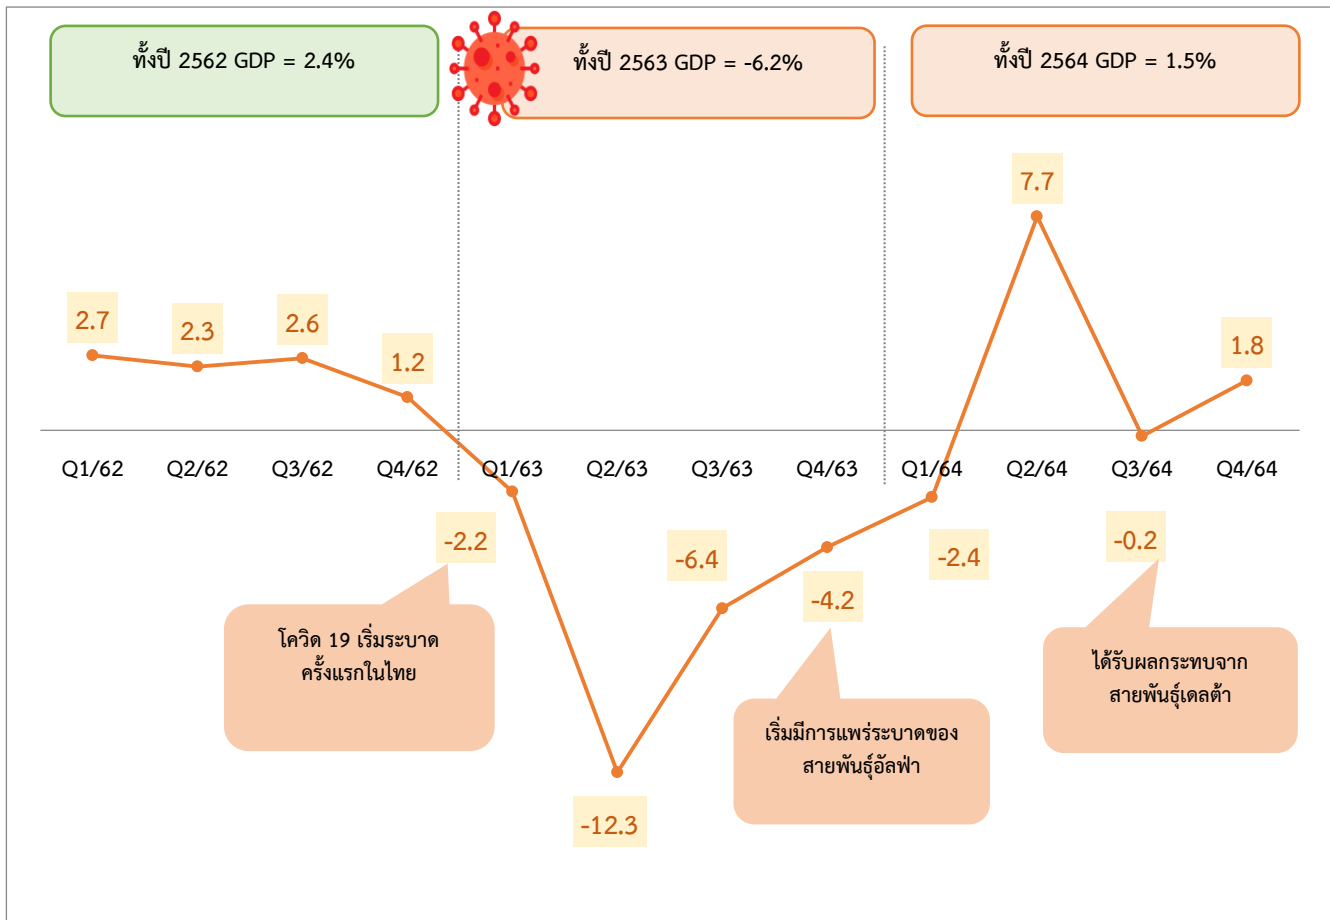 ทั้งปี 2562 GDP = 2.4%
ทั้งปี 2563 GDP = -6.2%
ทั้งปี 2564 GDP = 1.5%
7.7
2.7
2.3
2.6
1.2
1.8
Q1/62
Q2/62
Q3/62
Q4/62
Q1/63
Q2/63
Q3/63
Q4/63
Q1/64
Q2/64
Q3/64
Q4/64
-2.2
-6.4
-4.2
-2.4
-0.2
-12.3
โควิด 19 เริ่มระบาด
ครั้งแรกในไทย
เริ่มมีการแพร่ระบาดของ
สายพันธุ์อัลฟ่า
ได้รับผลกระทบจาก
สายพันธุ์เดลต้า